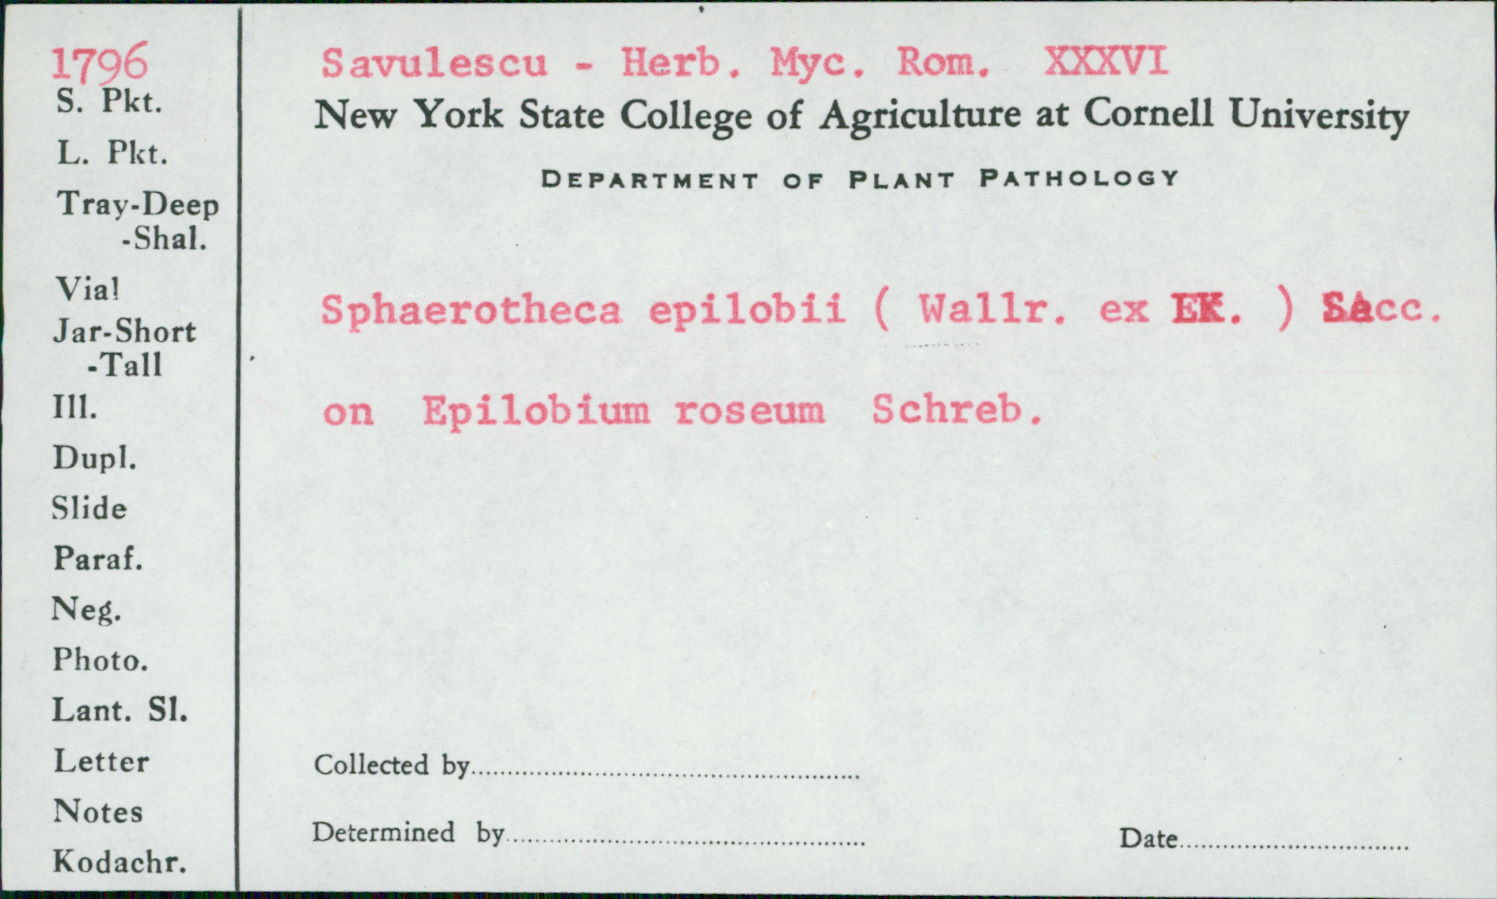 1796
S. Pkt.
L. Pkt.
Tray-Deep
-Shal.
Vial
Jar-Short
-Tall
Ill.
Dupl.
Slide
Paraf.
Neg.
Photo.
Lant. Sl.
Letter
Notes
Kodachr.
Savulescu - Herb. Myc. Rom. XXXVI
New York State College of Agriculture at Cornell University
DEPARTMENT OF PLANT PATHOLOGY
Sphaerotheca epilobii ( Wallr. ex ) Sacc.
on Epilobium roseum Schreb.
Collected by
Determined by
Date